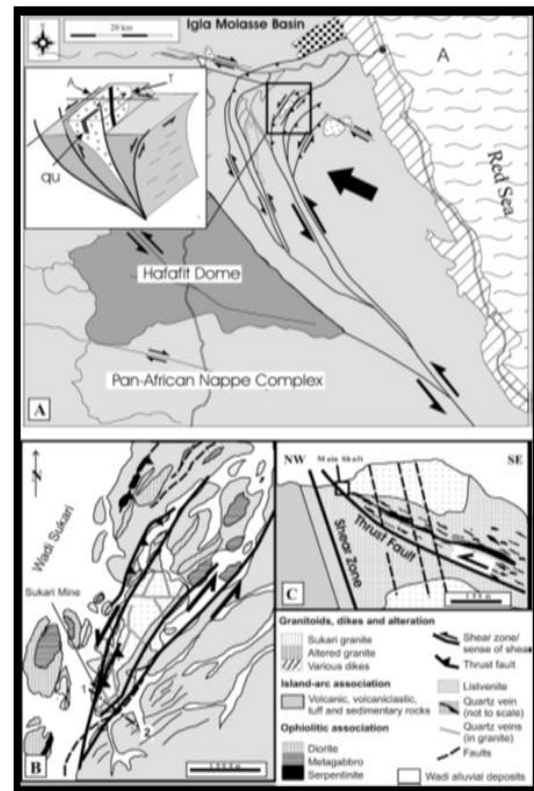 Igla Molasse Basin
20 km
A
A
T
qu
Red Sea
Hafafit Dome
Pan-African Nappe Complex
A
N
Wadi Sukari
Sukari Mine
1
2
B
NW
Main Shaft
SE
Shear Zone
Thrust Fault
C
Granitoids, dikes and alteration
Sukari granite
Altered granite
Various dikes
Island-arc association
Volcanic, volcaniclastic,
tuff and sedimentary rocks
Ophiolitic association
Diorite
Metagabbro
Serpentinite
Shear zone/
sense of shea
Thrust fault
Listvenite
Quartz vein
(not to scale)
Quartz veins
(in granite)
Faults
Wadi alluvial deposits